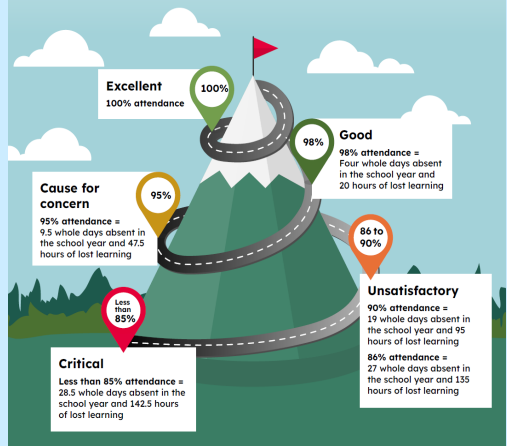 Excellent
100% attendance
100%
98%
Good
98% attendance =
Four whole days absent
in the school year and
20 hours of lost learning
Cause for
concern
95% attendance =
9.5 whole days absent in
the school year and 47.5
hours of lost learning
95%
86 to
90%
Unsatisfactory
90% attendance =
19 whole days absent in
the school year and 95
hours of lost learning
86% attendance =
27 whole days absent in
the school year and 135
hours of lost learning
Less
than
85%
Critical
Less than 85% attendance =
28.5 whole days absent in the
school year and 142.5 hours
of lost learning